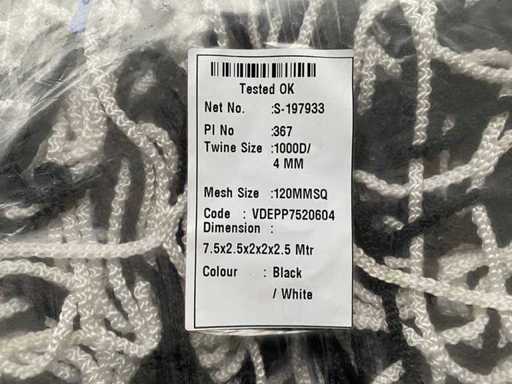 Tested OK
Net No. :S-197933
PI No :367
Twine Size :1000D/
4 MM
Mesh Size :120MMSQ
Code : VDEPP7520604
Dimension :
7.5x2.5x2x2x2.5 Mtr
Colour : Black
/ White